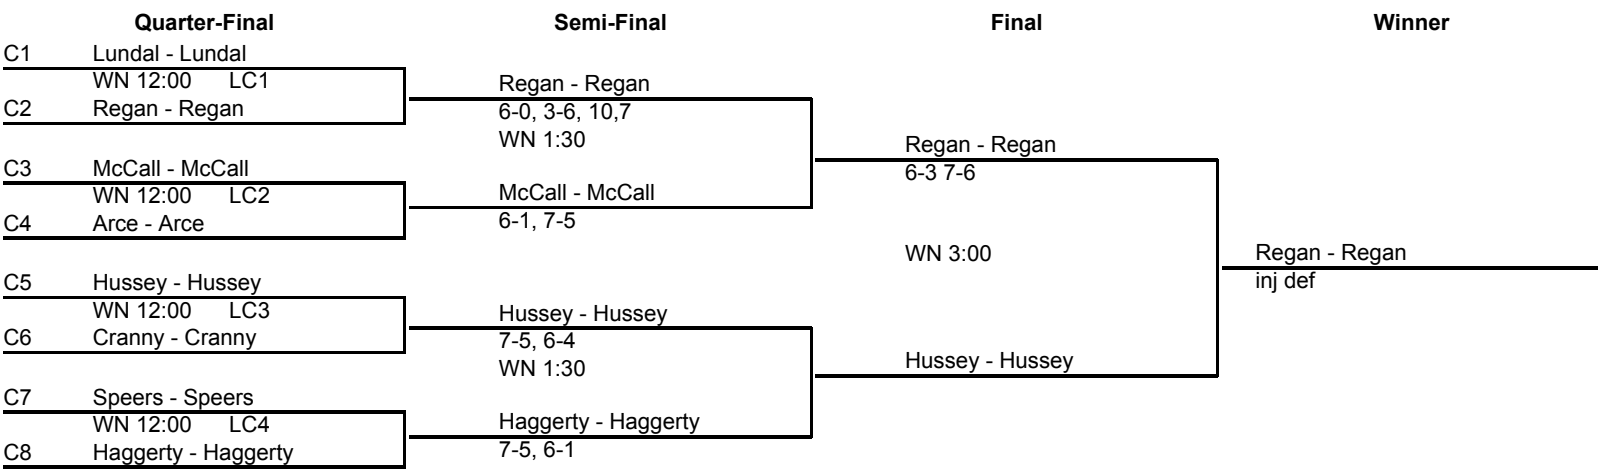 Quarter-Final Semi-Final Final Winner
C1 Lundal - Lundal
WN 12:00 LC1
Regan - Regan
C2 Regan - Regan
6-0, 3-6, 10,7
WN 1:30
Regan - Regan
C3 McCall - McCall
6-3 7-6
WN 12:00 LC2
McCall - McCall
C4 Arce - Arce
6-1, 7-5
WN 3:00
Regan - Regan
C5 Hussey - Hussey
inj def
WN 12:00 LC3
Hussey - Hussey
C6 Cranny - Cranny
7-5, 6-4
WN 1:30
Hussey - Hussey
C7 Speers - Speers
WN 12:00 LC4
Haggerty - Haggerty
C8 Haggerty - Haggerty
7-5, 6-1